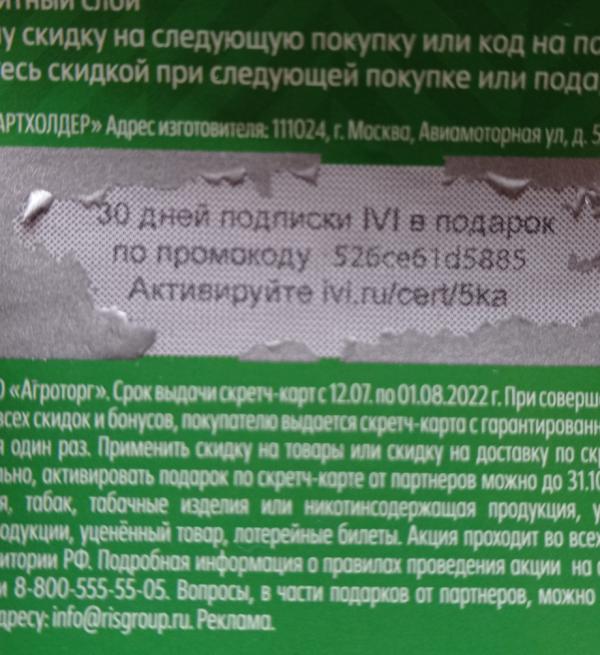 ИТНЫЙ СЛОЙ
у скидку на следующую покупку или код на по
есь скидкой при следующей покупке или пода
АРТХОЛДЕР» Адрес изготовителя: 111024, г. Москва, Авиамоторная ул, д. 5
30 дней подписки IVI в подарок
по промокоду 526ce61d5885
Активируйте ivi.ru/cert/5ka
О «Агроторг». Срок выдачи скретч-карт с 12.07. по 01.08.2022 г. При соверш
всех скидок и бонусов, покупателю выдается скретч-карта с гарантированн
я один раз. Применить скидку на товары или скидку на доставку по ск
льно, активировать подарок по скретч-карте от партнеров можно до 31.10
я, табак, табачные изделия или никотинсодержащая продукция, у
родукции, уценённый товар, лотерейные билеты. Акция проходит во всех
итории РФ. Подробная информация о правилах проведения акции на
и 8-800-555-55-05. Вопросы, в части подарков от партнеров, можно
дресу: info@risgroup.ru. Реклама.